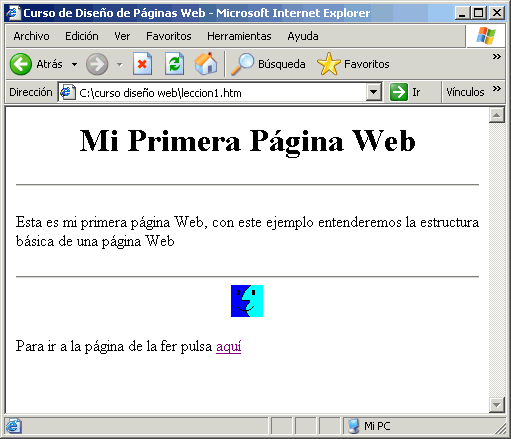 Curso de Diseño de Páginas Web - Microsoft Internet Explorer
Archivo Edición Ver Favoritos Herramientas Ayuda
Atrás Búsqueda Favoritos »
Dirección C:\curso diseño web\leccion1.htm Ir Vínculos »
Mi Primera Página Web
Esta es mi primera página Web, con este ejemplo entenderemos la estructura
básica de una página Web
Para ir a la página de la fer pulsa aquí
Mi PC